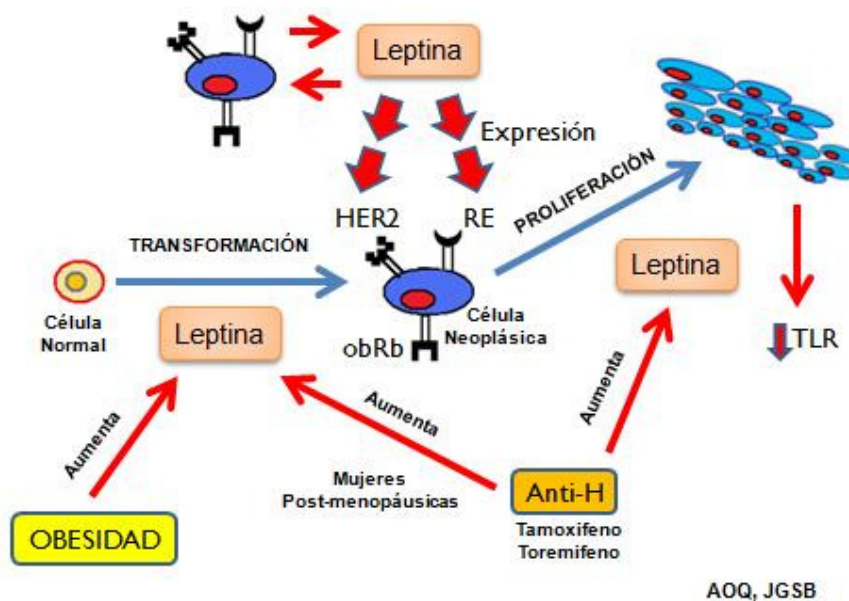 Leptina
Expresión
HER2
RE
PROLIFERACIÓN
TRANSFORMACIÓN
Leptina
Célula
Normal
Leptina
Célula
Neoplásica
obRb
TLR
Aumenta
Aumenta
Aumenta
Mujeres
Post-menopáusicas
Anti-H
OBESIDAD
Tamoxifeno
Toremifeno
AOQ, JGSB